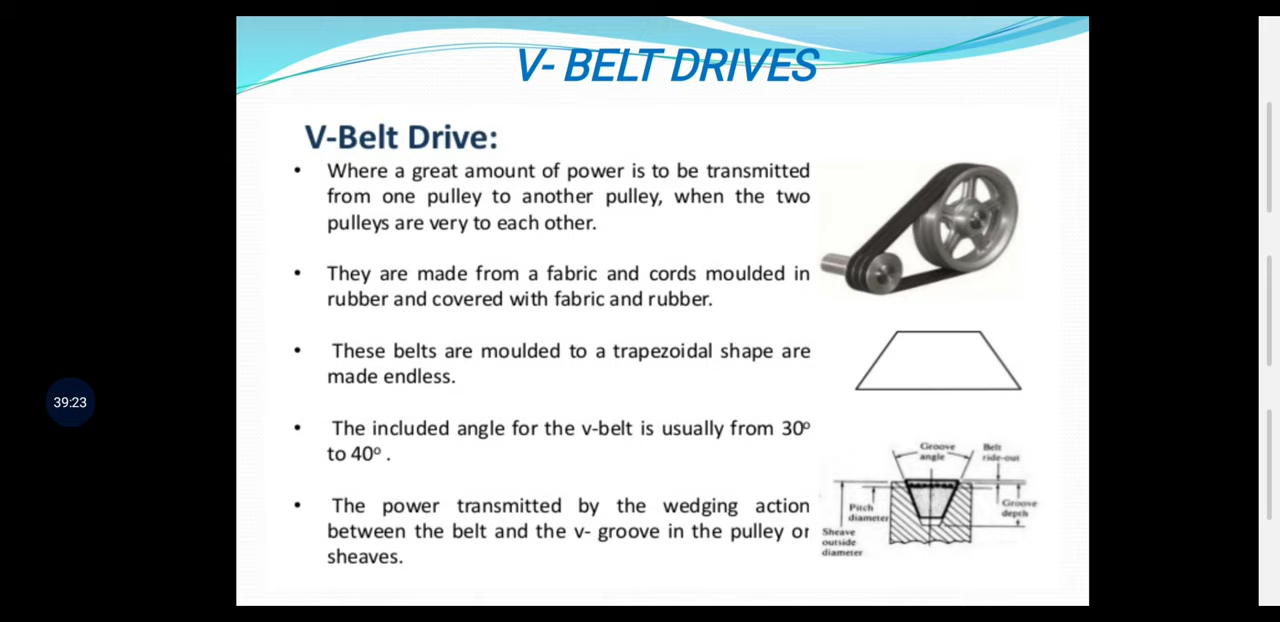 V- BELT DRIVES
V-Belt Drive:
• Where a great amount of power is to be transmitted
from one pulley to another pulley, when the two
pulleys are very to each other.
• They are made from a fabric and cords moulded in
rubber and covered with fabric and rubber.
• These belts are moulded to a trapezoidal shape are
made endless.
39:23
• The included angle for the v-belt is usually from 30º
to 40º .
• The power transmitted by the wedging action
between the belt and the v- groove in the pulley or
sheaves.
Groove
angle
Belt
ride-out
Pitch
diameter
Groove
depth
Sheave
outside
diameter